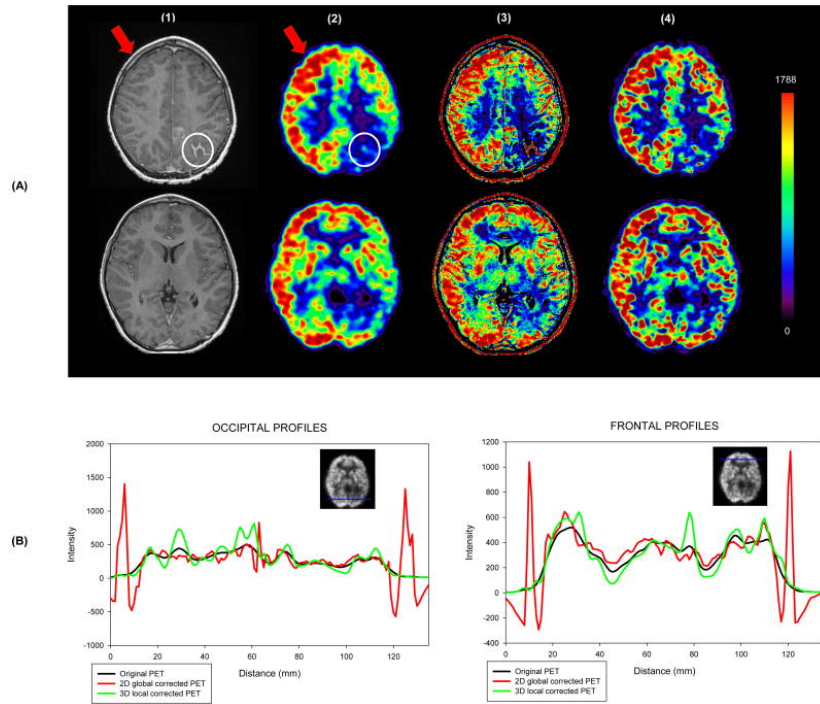 (1) (2) (3) (4)
(A)
1788
0
(B)
OCCIPITAL PROFILES
2000
1500
1000
500
0
-500
-1000
Intensity
0 20 40 60 80 100 120
Distance (mm)
Original PET
2D global corrected PET
3D local corrected PET
FRONTAL PROFILES
1200
1000
800
600
400
200
0
-200
-400
Intensity
0 20 40 60 80 100 120
Distance (mm)
Original PET
2D global corrected PET
3D local corrected PET